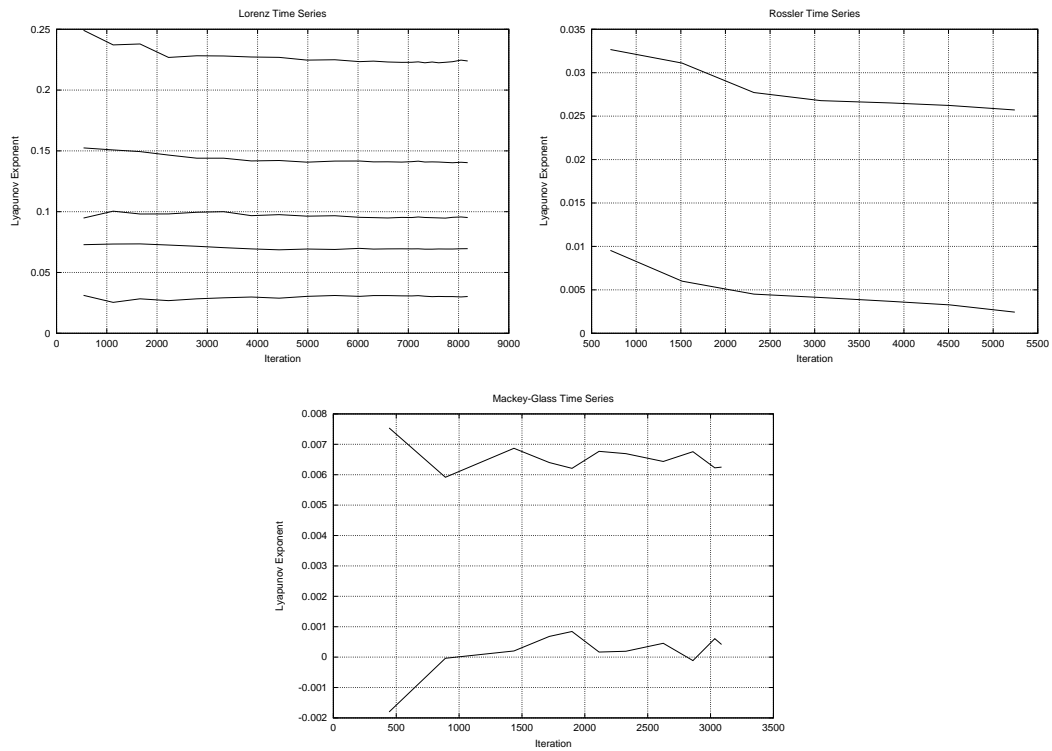 Lorenz Time Series
0.25
0.2
0.15
0.1
0.05
0
Lyapunov Exponent
0 1000 2000 3000 4000 5000 6000 7000 8000 9000
Iteration
Rossler Time Series
0.035
0.03
0.025
0.02
0.015
0.01
0.005
0
Lyapunov Exponent
500 1000 1500 2000 2500 3000 3500 4000 4500 5000 5500
Iteration
Mackey-Glass Time Series
0.008
0.007
0.006
0.005
0.004
0.003
0.002
0.001
0
-0.001
-0.002
Lyapunov Exponent
0 500 1000 1500 2000 2500 3000 3500
Iteration